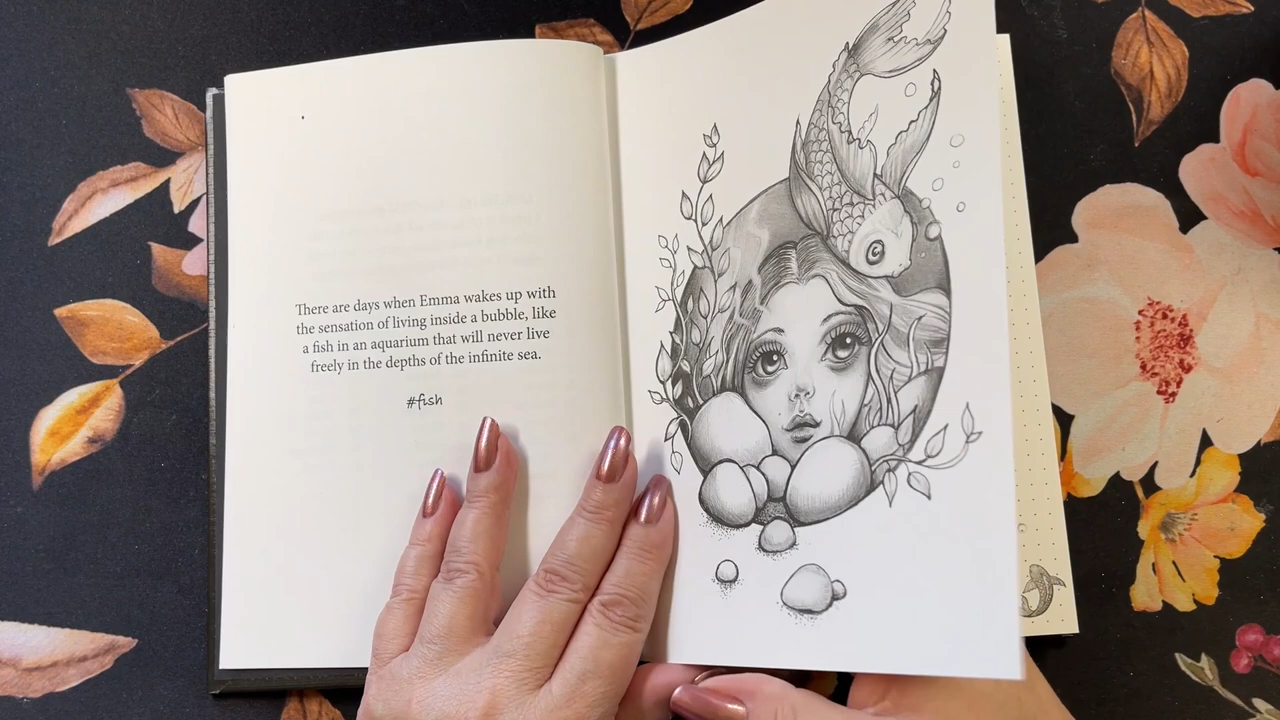 There are days when Emma wakes up with
the sensation of living inside a bubble, like
a fish in an aquarium that will never live
freely in the depths of the infinite sea.
#fish